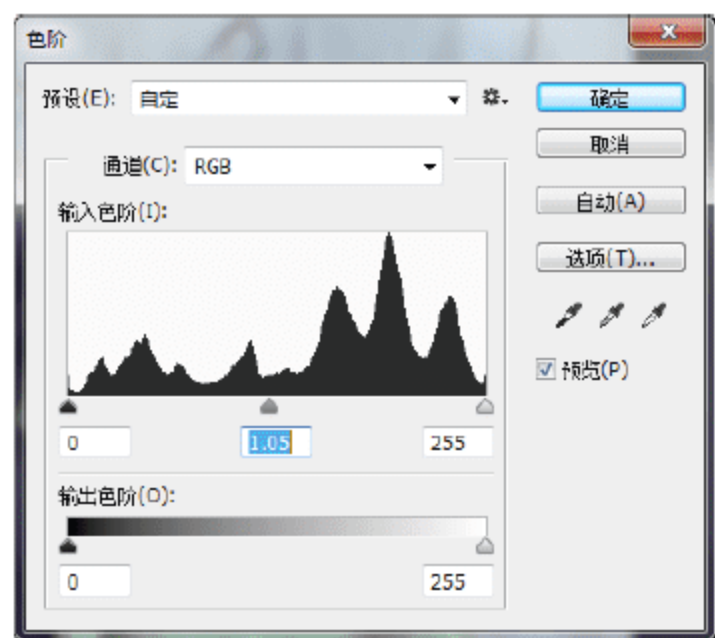 色阶
预设(E): 自定
确定
取消
通道(C): RGB
自动(A)
输入色阶(I):
选项(T)...
预览(P)
0 1.05 255
输出色阶(O):
0 255